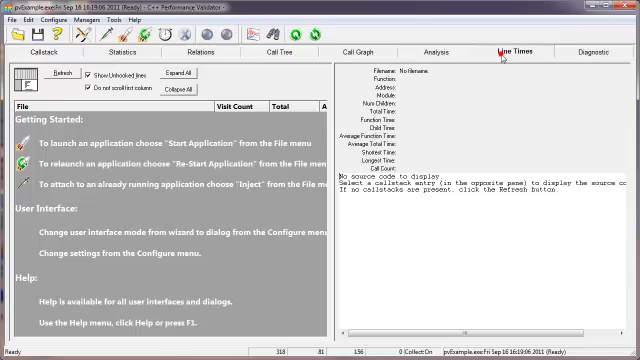 pvExample.exe:Fri Sep 16 16:19:06 2011 (Ready) - C++ Performance Validator
File Edit Configure Managers Tools Help
Callstack Statistics Relations Call Tree Call Graph Analysis Line Times Diagnostic
Refresh
Show Unhooked lines
Do not scroll first column
Expand All
Collapse All
File Visit Count Total A
Getting Started:
To launch an application choose "Start Application" from the File menu
To relaunch an application choose "Re-Start Application" from the File menu
To attach to an already running application choose "Inject" from the File menu
User Interface:
Change user interface mode from wizard to dialog from the Configure menu
Change settings from the Configure menu.
Help:
Help is available for all user interfaces and dialogs.
Use the Help menu, click Help or press F1.
Filename: No filename.
Function:
Address:
Module:
Num Children:
Total Time:
Function Time:
Child Time:
Average Function Time:
Average Total Time:
Shortest Time:
Longest Time:
Call Count:
No source code to display.
Select a callstack entry (in the opposite pane) to display the source co
If no callstacks are present, click the Refresh button.
Ready 318 81 156 0 Collect:On pvExample.exe:Fri Sep 16 16:19:06 2011 (Ready)